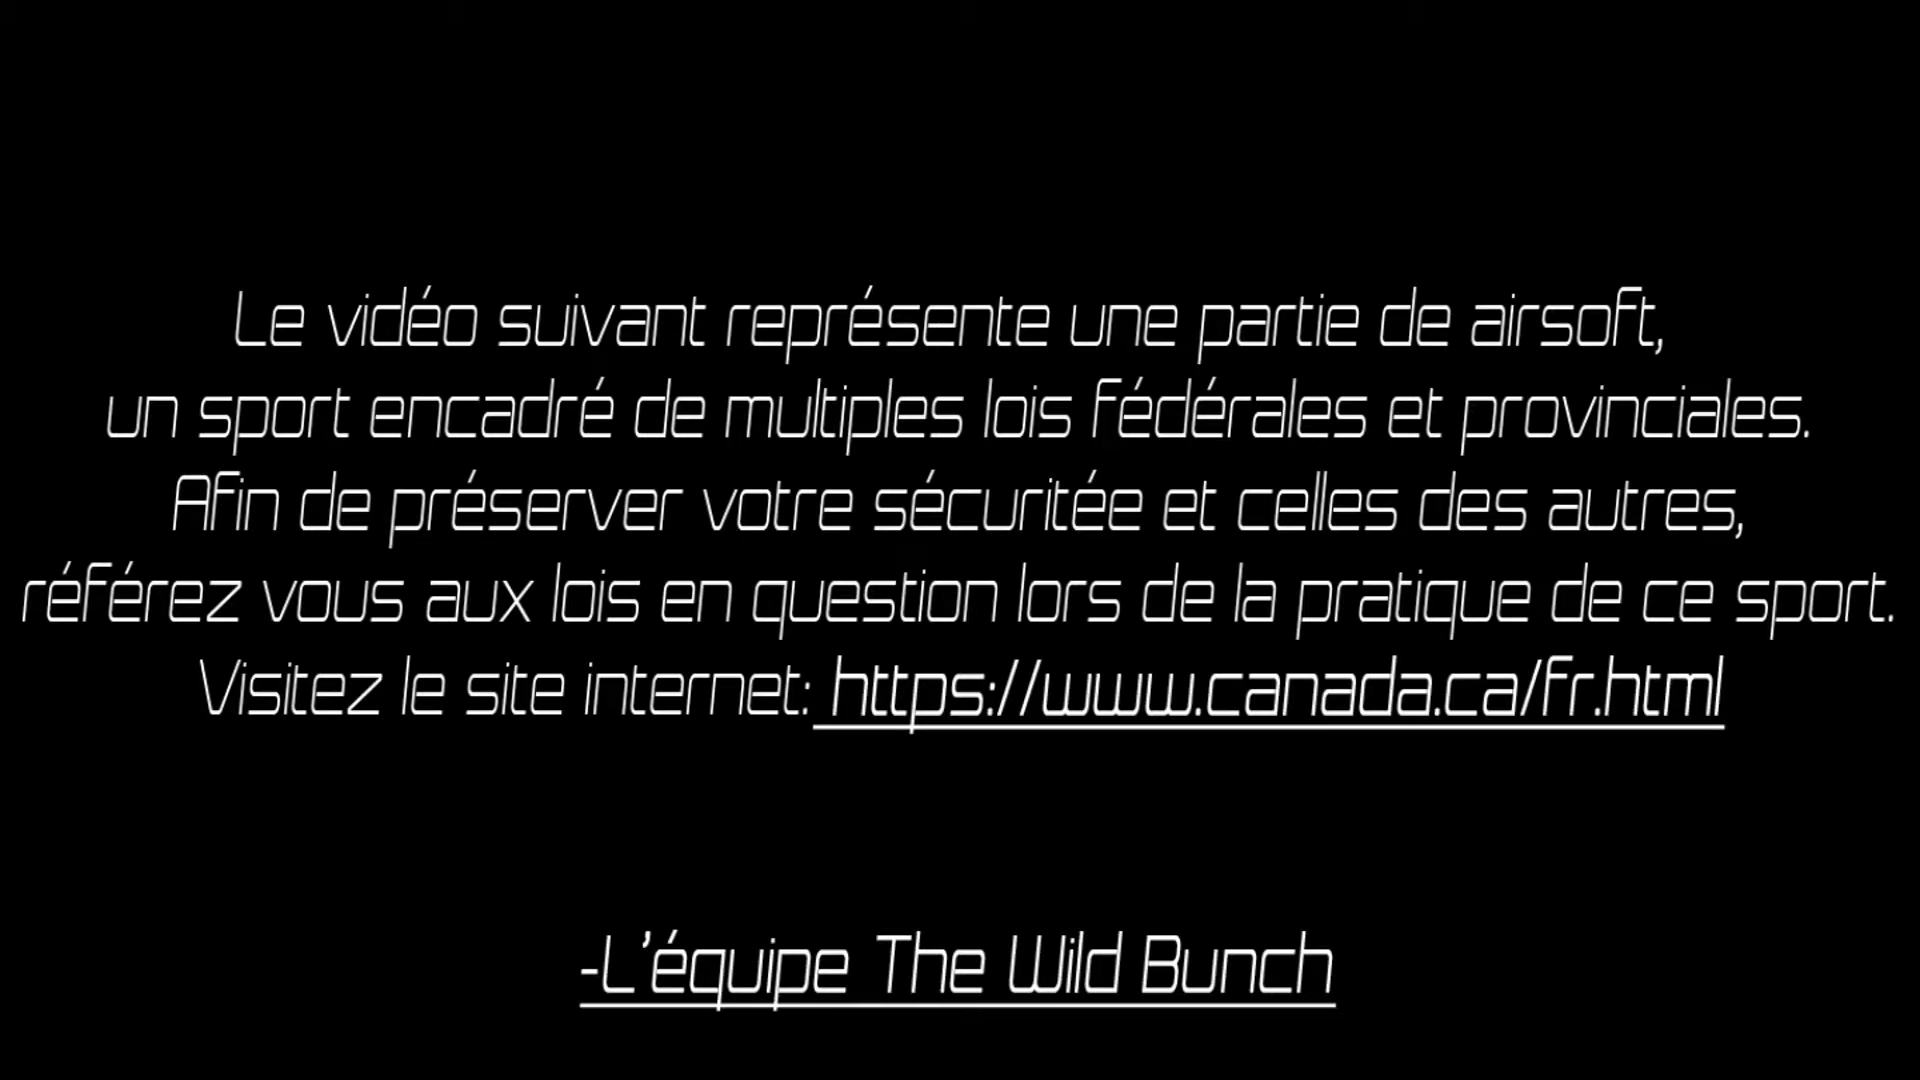 Le vidéo suivant représente une partie de airsoft,
un sport encadré de multiples lois fédérales et provinciales.
Afin de préserver votre sécuritée et celles des autres,
référez vous aux lois en question lors de la pratique de ce sport.
Visitez le site internet: https://www.canada.ca/fr.html
-L'équipe The Wild Bunch